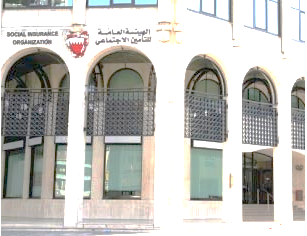 SOCIAL INSURANCE
ORGANIZATION
الهيئة العامة
للتأمين الاجتماعي